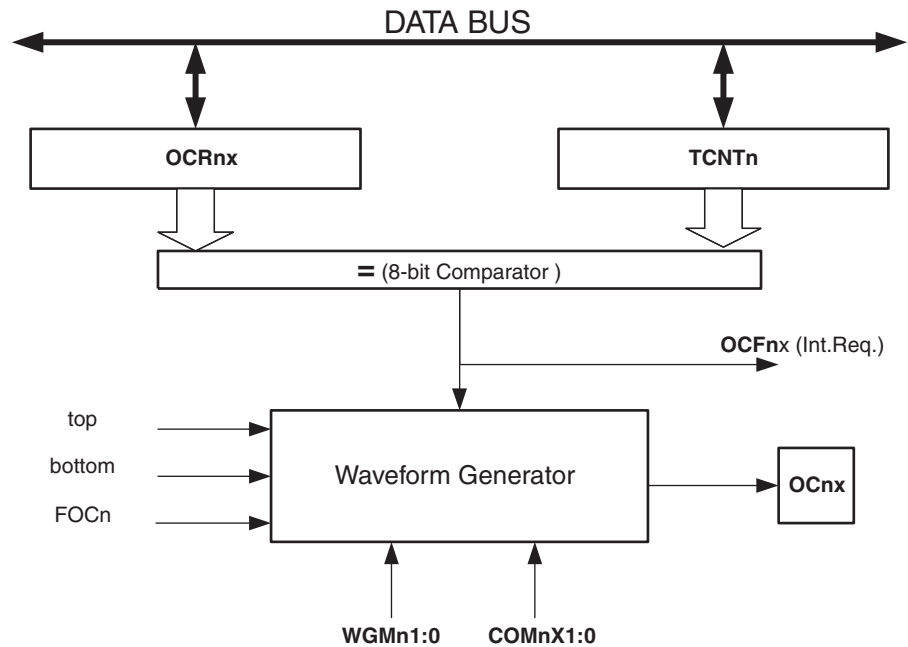 DATA BUS
OCRnx
TCNTn
= (8-bit Comparator )
OCFnx (Int.Req.)
top
bottom
FOCn
Waveform Generator
OCnx
WGMn1:0
COMnX1:0